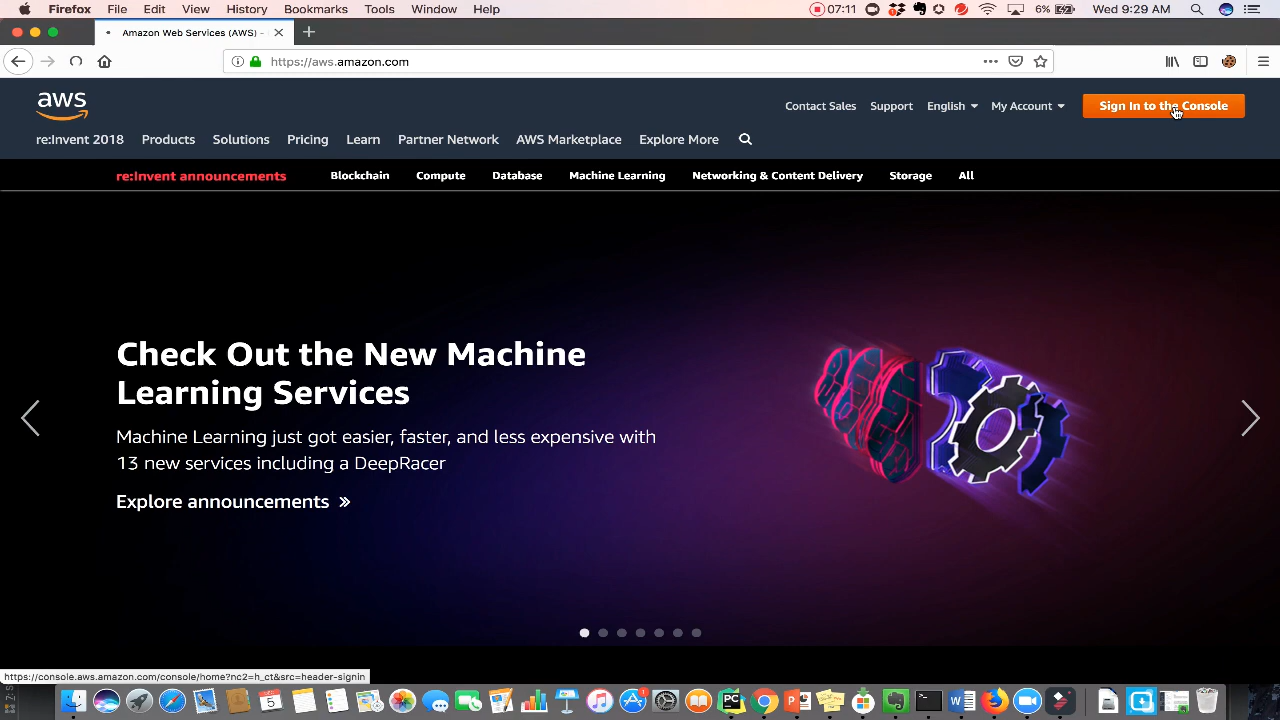 Firefox File Edit View History Bookmarks Tools Window Help 07:11 6% Wed 9:29 AM
Amazon Web Services (AWS) -
https://aws.amazon.com
aws
Contact Sales Support English My Account Sign In to the Console
re:Invent 2018 Products Solutions Pricing Learn Partner Network AWS Marketplace Explore More
re:Invent announcements Blockchain Compute Database Machine Learning Networking & Content Delivery Storage All
Check Out the New Machine
Learning Services
Machine Learning just got easier, faster, and less expensive with
13 new services including a DeepRacer
Explore announcements »
https://console.aws.amazon.com/console/home?nc2=h_ct&src=header-signin
5
PC